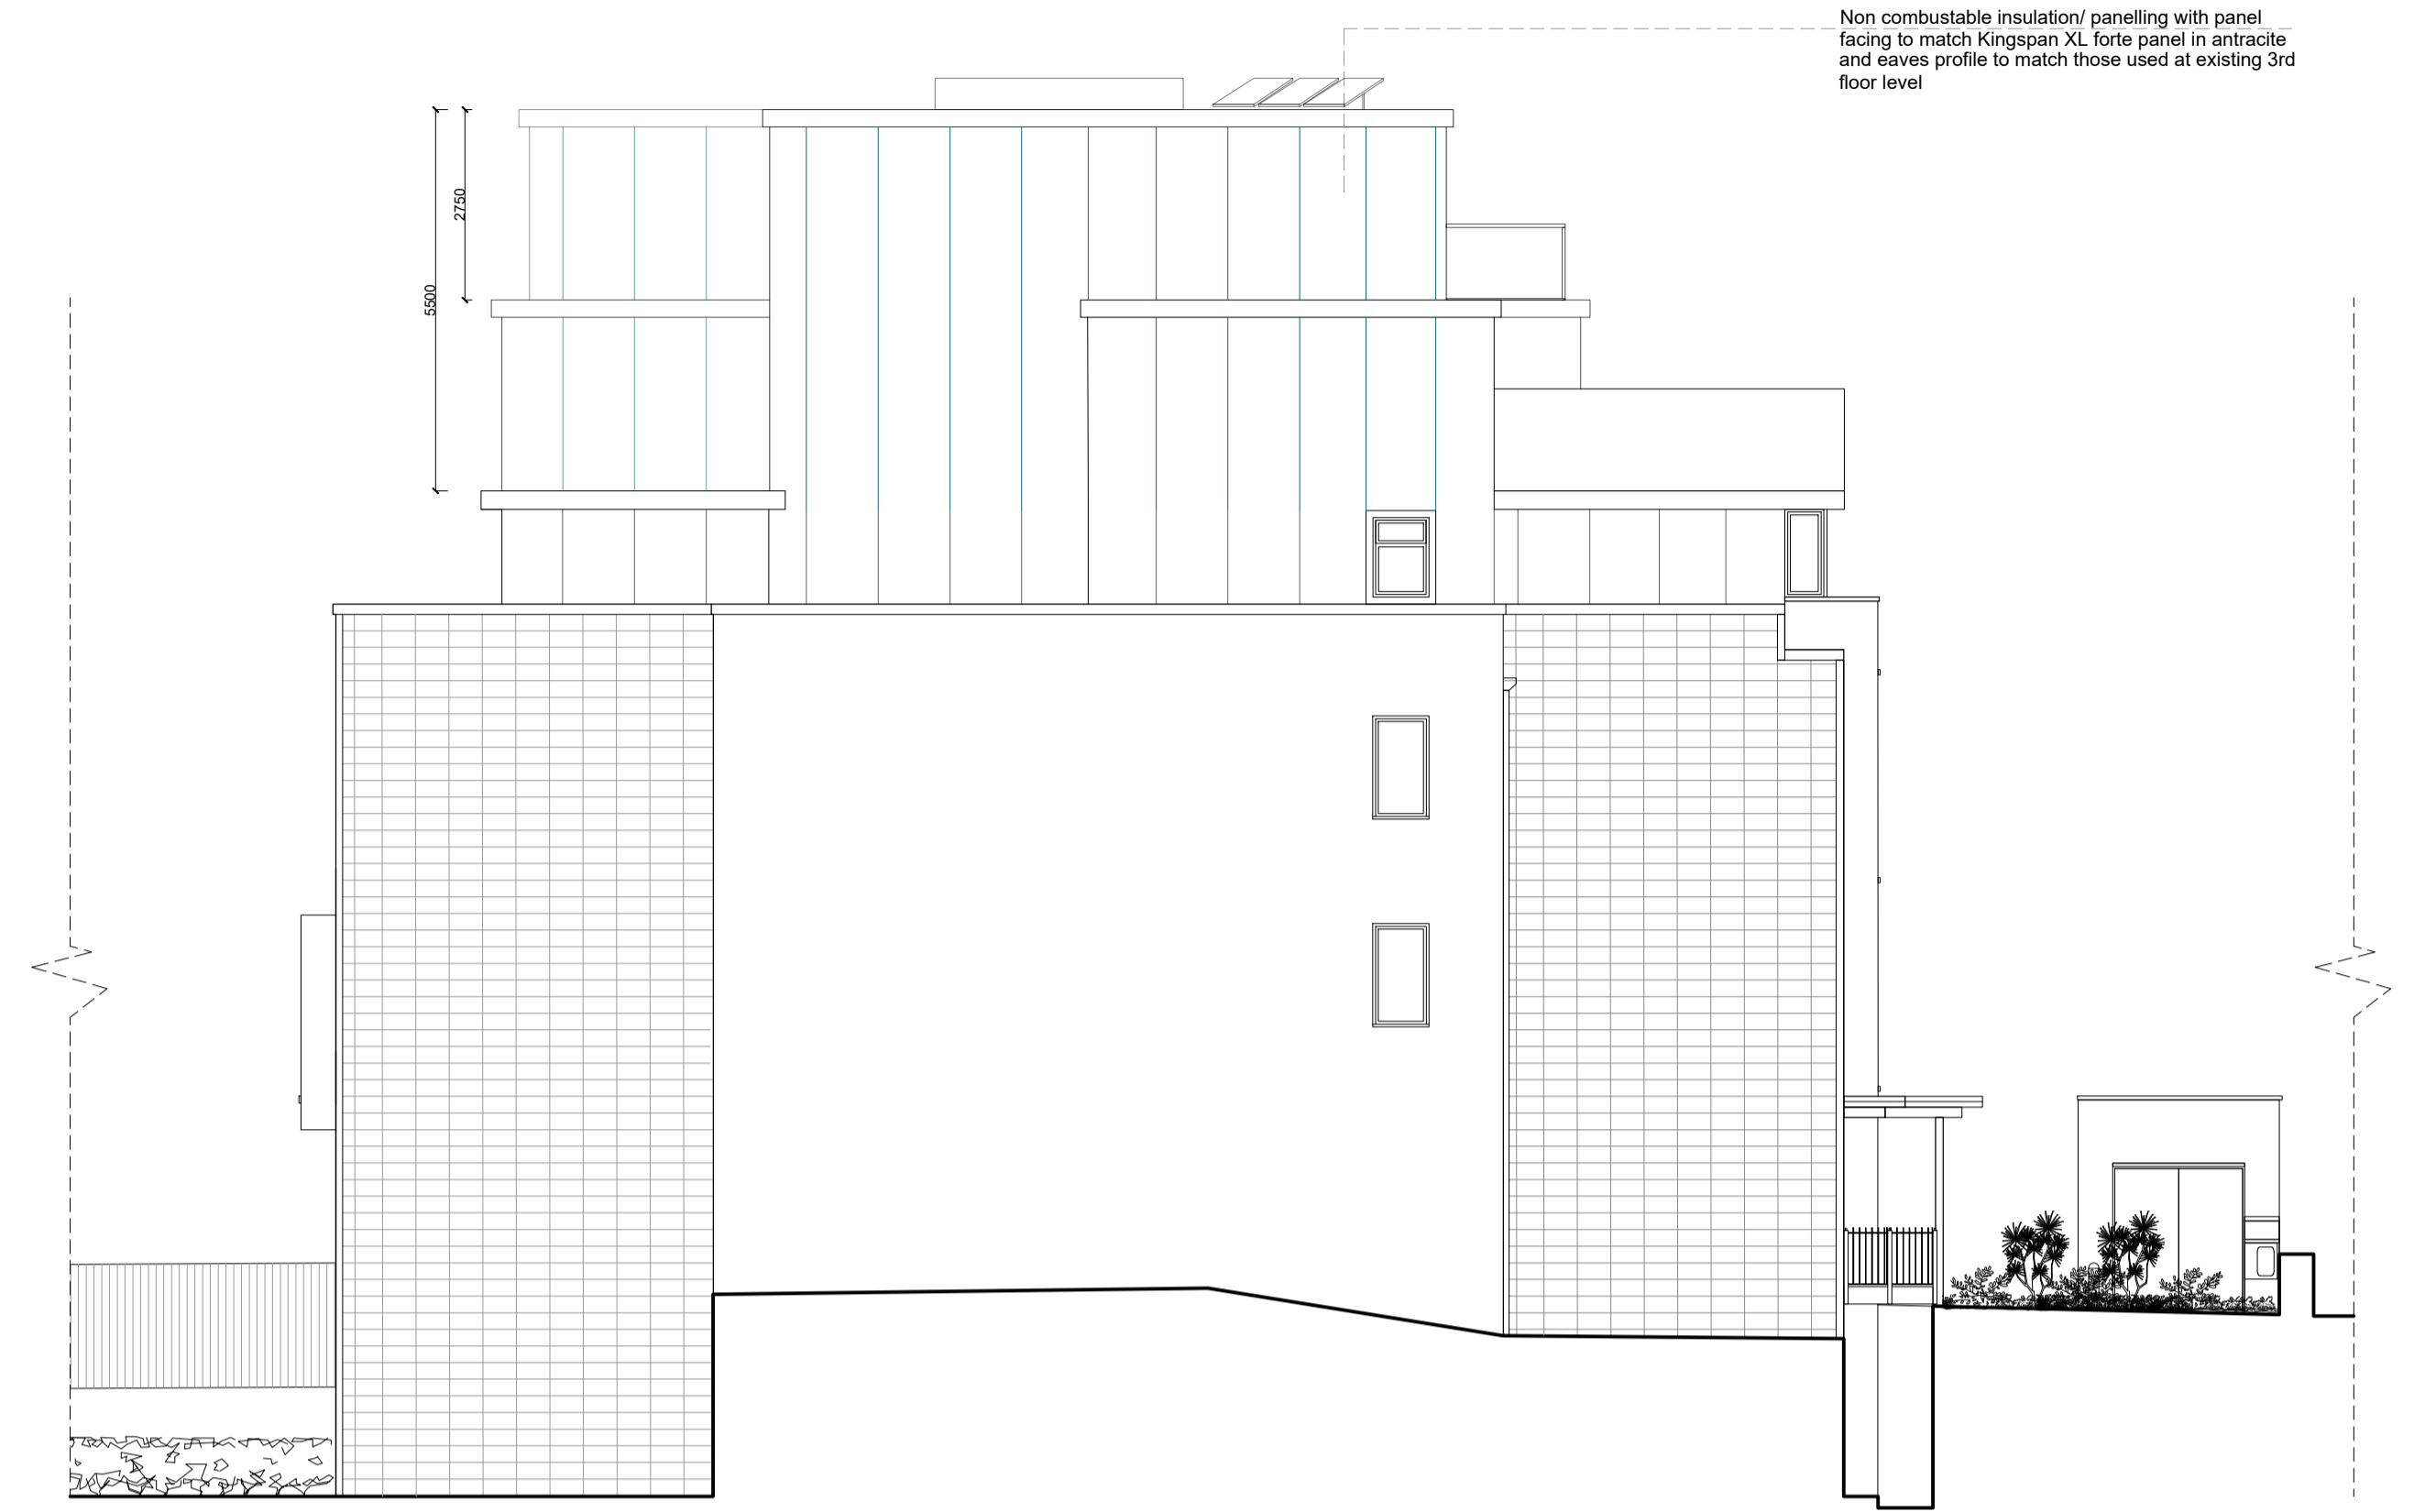 Non combustable insulation/ panelling with panel
facing to match Kingspan XL forte panel in antracite
and eaves profile to match those used at existing 3rd
floor level
2750
5500